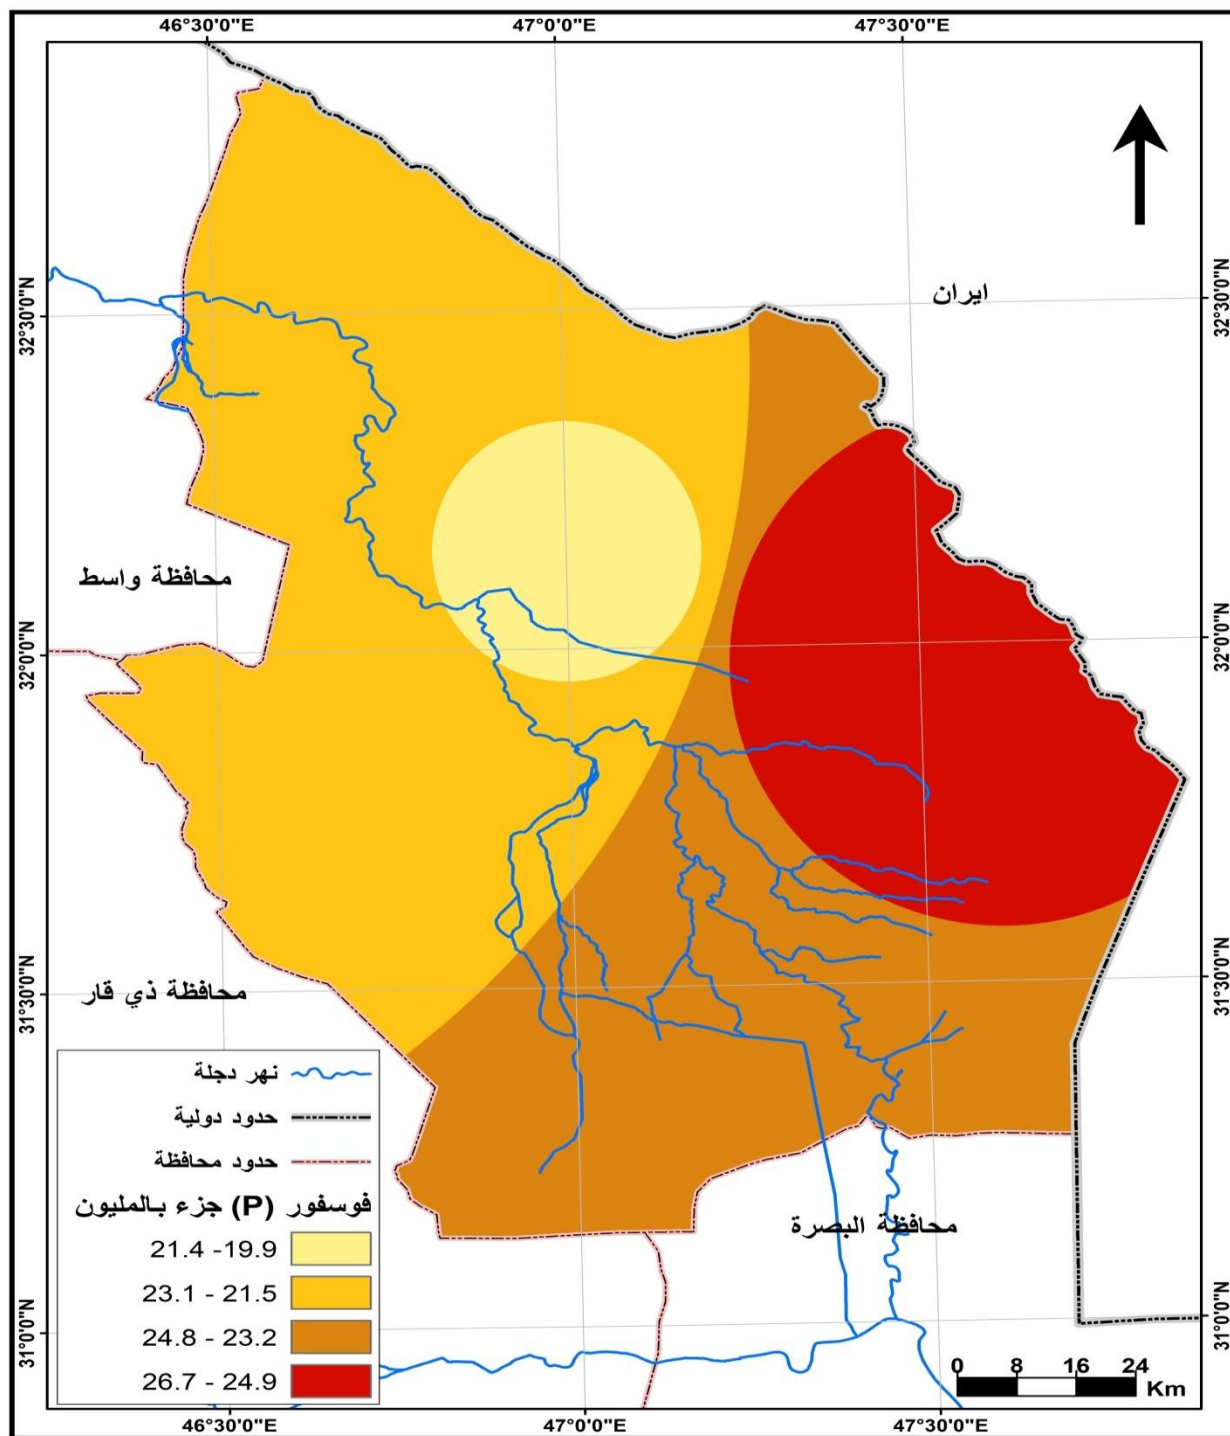 46°30'0"E 47°0'0"E 47°30'0"E
32°30'0"N 32°30'0"N
ايران
محافظة واسط
32°0'0"N 32°0'0"N
31°30'0"N 31°30'0"N
محافظة ذي قار
نهر دجلة
حدود دولية
حدود محافظة
فوسفور (P) جزء بالمليون
21.4 -19.9
23.1 - 21.5
24.8 - 23.2
26.7 - 24.9
محافظة البصرة
31°0'0"N 31°0'0"N
0 8 16 24
Km
46°30'0"E 47°0'0"E 47°30'0"E